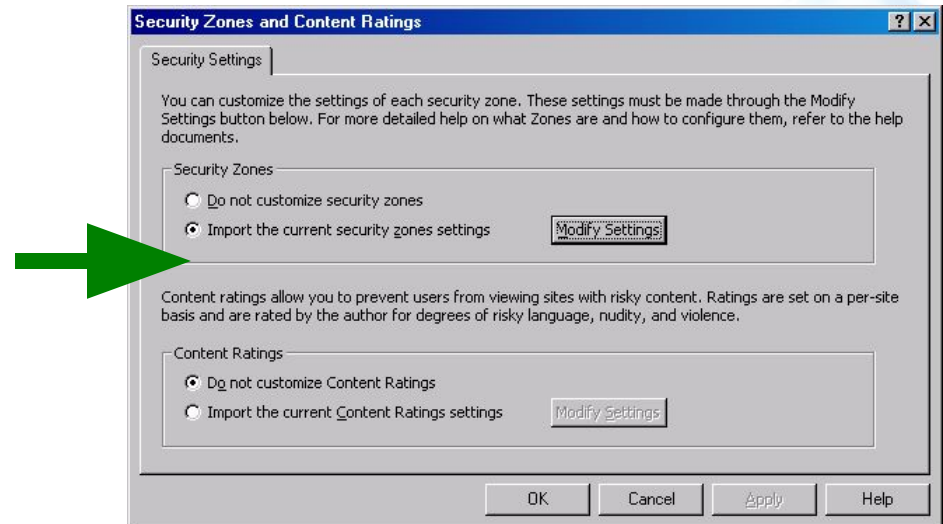 Security Zones and Content Ratings
Security Settings
You can customize the settings of each security zone. These settings must be made through the Modify
Settings button below. For more detailed help on what Zones are and how to configure them, refer to the help
documents.
Security Zones
Do not customize security zones
Import the current security zones settings Modify Settings
Content ratings allow you to prevent users from viewing sites with risky content. Ratings are set on a per-site
basis and are rated by the author for degrees of risky language, nudity, and violence.
Content Ratings
Do not customize Content Ratings
Import the current Content Ratings settings Modify Settings
OK Cancel Apply Help